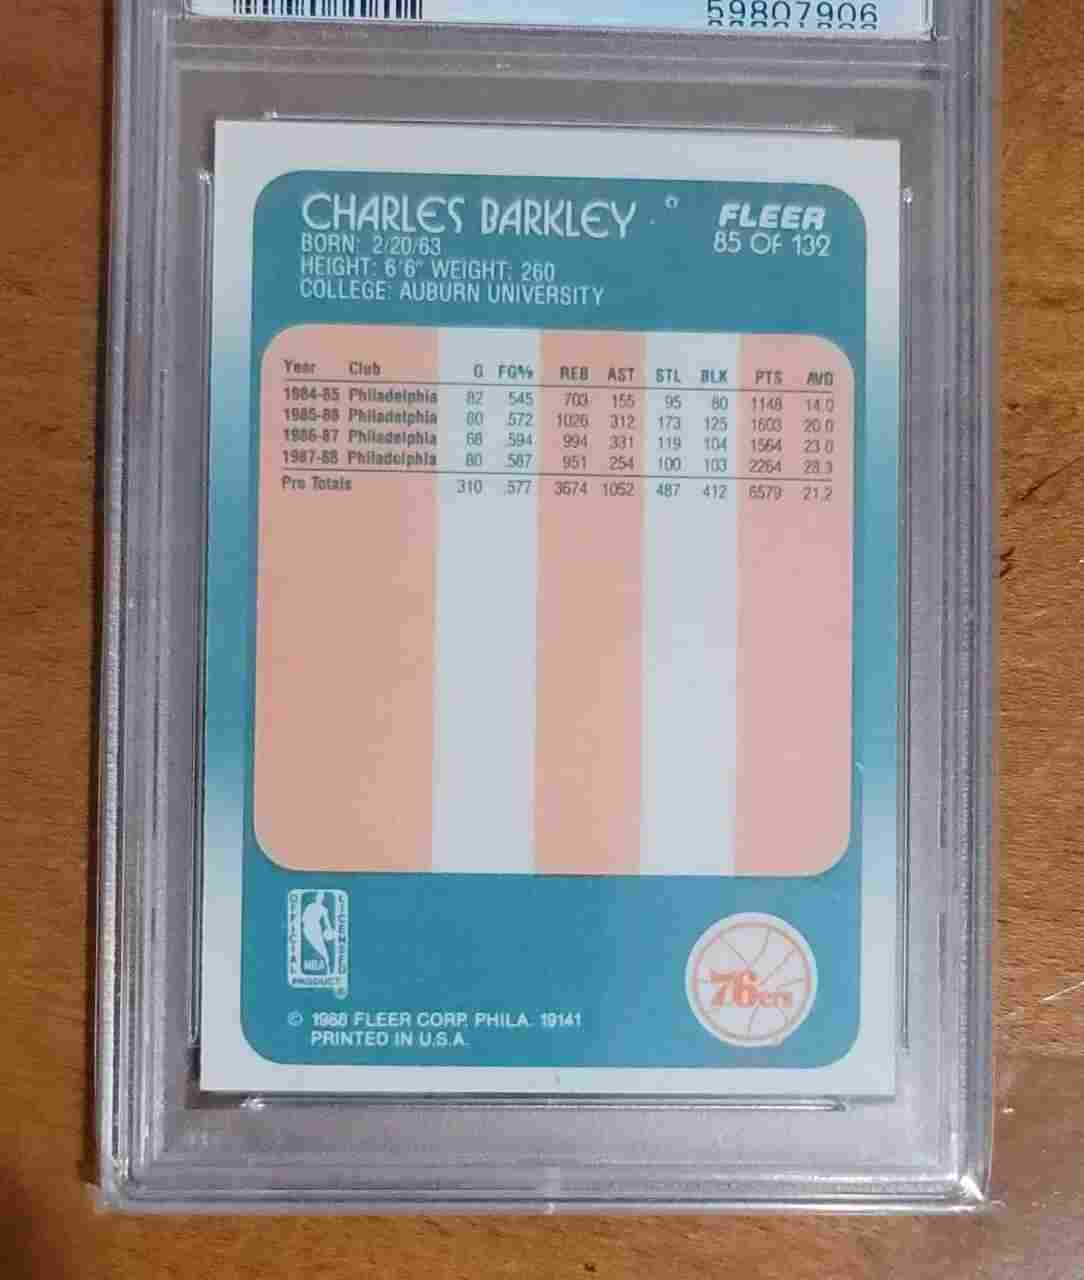 59807906
CHARLES BARKLEY
FLEER
85 OF 132
BORN: 2/20/63
HEIGHT: 6'6" WEIGHT: 260
COLLEGE: AUBURN UNIVERSITY
Year Club G FG% REB AST STL BLK PTS AVG
1984-85 Philadelphia 82 .545 703 155 95 80 1148 14.0
1985-86 Philadelphia 80 .572 1026 312 173 125 1603 20.0
1986-87 Philadelphia 68 .594 994 331 119 104 1564 23.0
1987-88 Philadelphia 80 .587 951 254 100 103 2264 28.3
Pro Totals 310 .577 3674 1052 487 412 6579 21.2
OFFICIAL LICENSED
NBA
PRODUCT ®
76ers
© 1988 FLEER CORP. PHILA. 19141
PRINTED IN U.S.A.